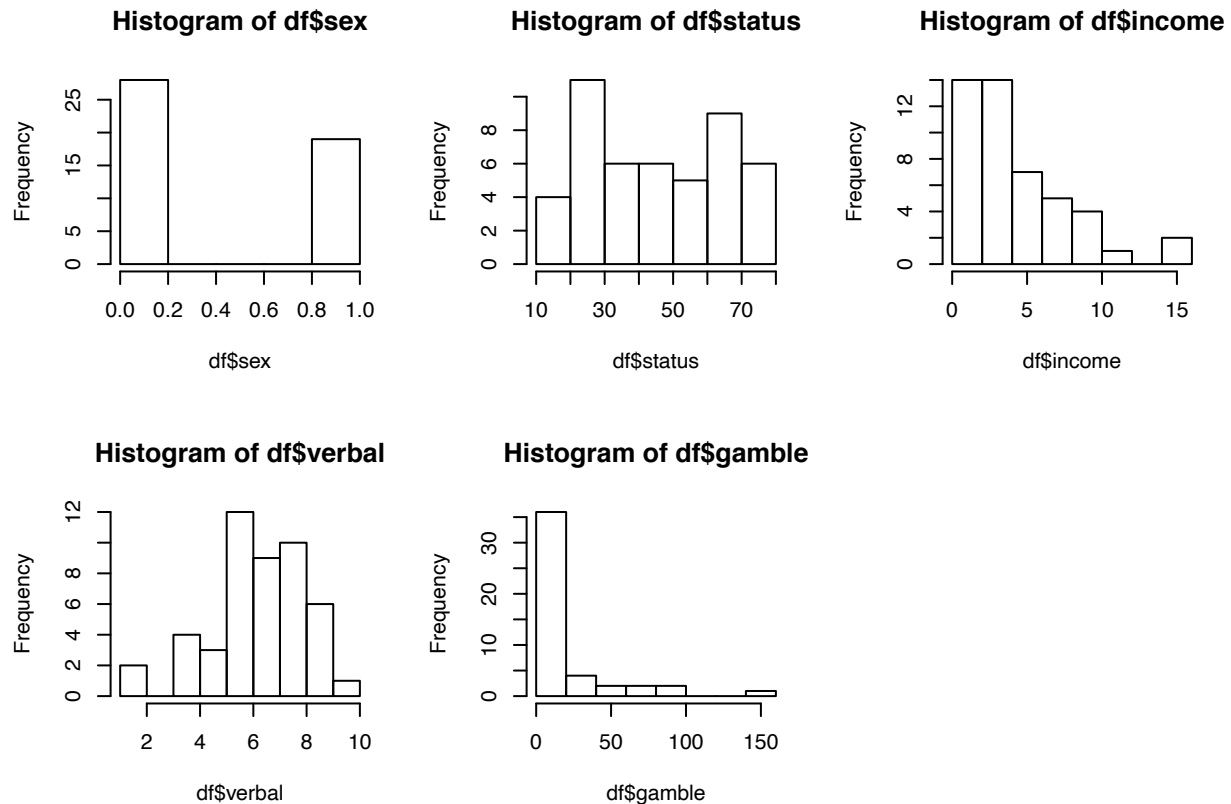 Histogram of df$sex
Frequency
0 5 15 25
0.0 0.2 0.4 0.6 0.8 1.0
df$sex
Histogram of df$status
Frequency
0 2 4 6 8
10 30 50 70
df$status
Histogram of df$income
Frequency
0 4 8 12
0 5 10 15
df$income
Histogram of df$verbal
Frequency
0 2 4 6 8 10 12
2 4 6 8 10
df$verbal
Histogram of df$gamble
Frequency
0 10 20 30
0 50 100 150
df$gamble